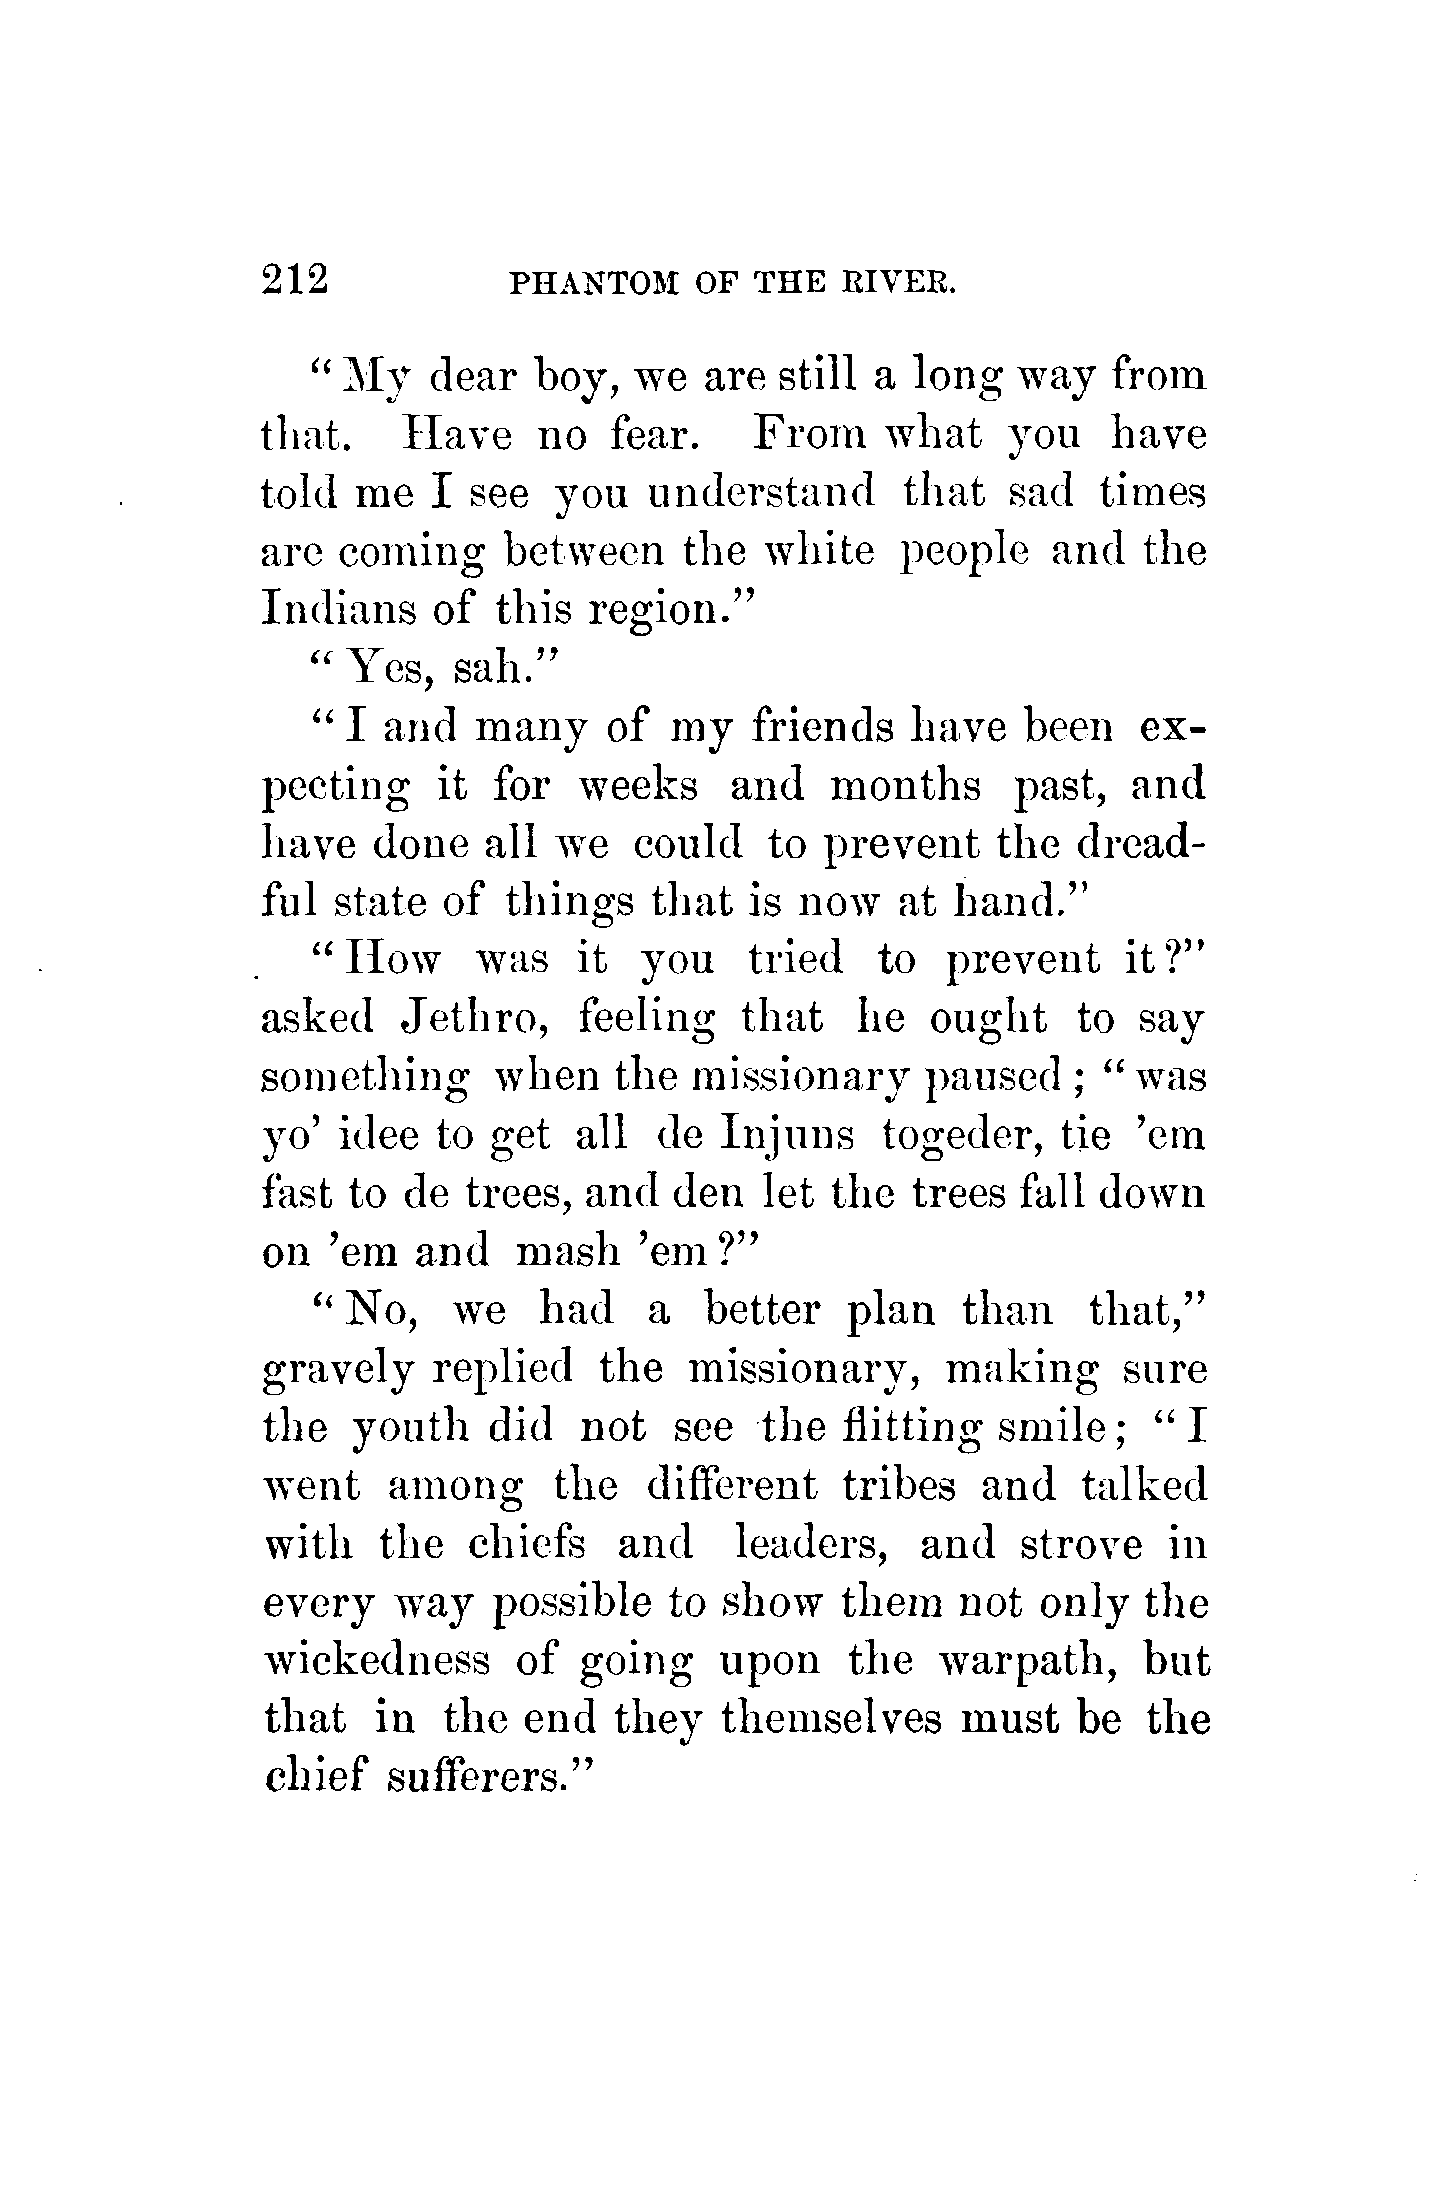 212 PHANTOM OF THE RIVER.
“ My dear boy, we are still a long way from
that. Have no fear. From what you have
told me I see you understand that sad times
are coming between the white people and the
Indians of this region.”
“ Yes, sah.”
“ I and many of my friends have been ex-
pecting it for weeks and months past, and
have done all we could to prevent the dread-
ful state of things that is now at hand.”
“ How was it you tried to prevent it ?”
asked Jethro, feeling that he ought to say
something when the missionary paused ; “ was
yo’ idee to get all de Injuns togeder, tie ’em
fast to de trees, and den let the trees fall down
on ’em and mash ’em ?”
“ No, we had a better plan than that,”
gravely replied the missionary, making sure
the youth did not see the flitting smile ; “ I
went among the different tribes and talked
with the chiefs and leaders, and strove in
every way possible to show them not only the
wickedness of going upon the warpath, but
that in the end they themselves must be the
chief sufferers.”